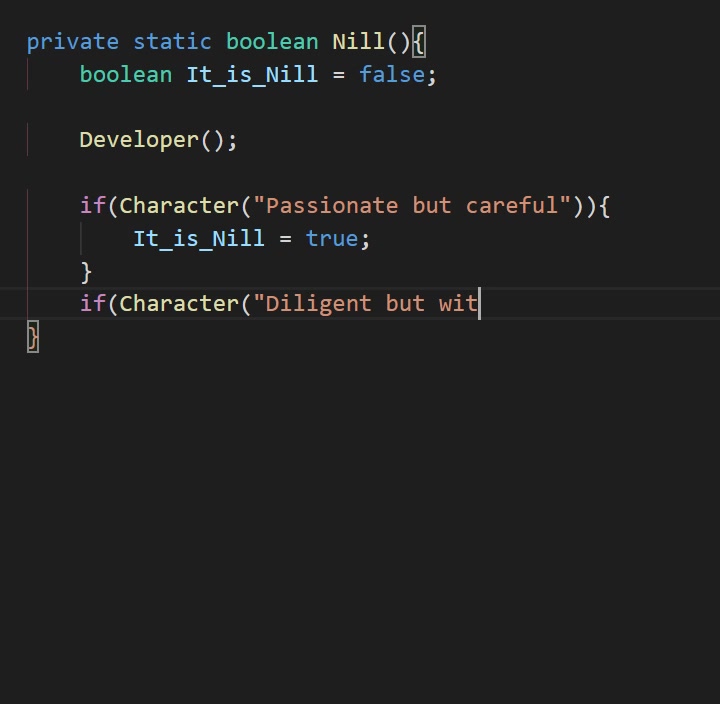 private static boolean Nill(){
    boolean It_is_Nill = false;
    Developer();
    if(Character("Passionate but careful")){
        It_is_Nill = true;
    }
    if(Character("Diligent but wit
}